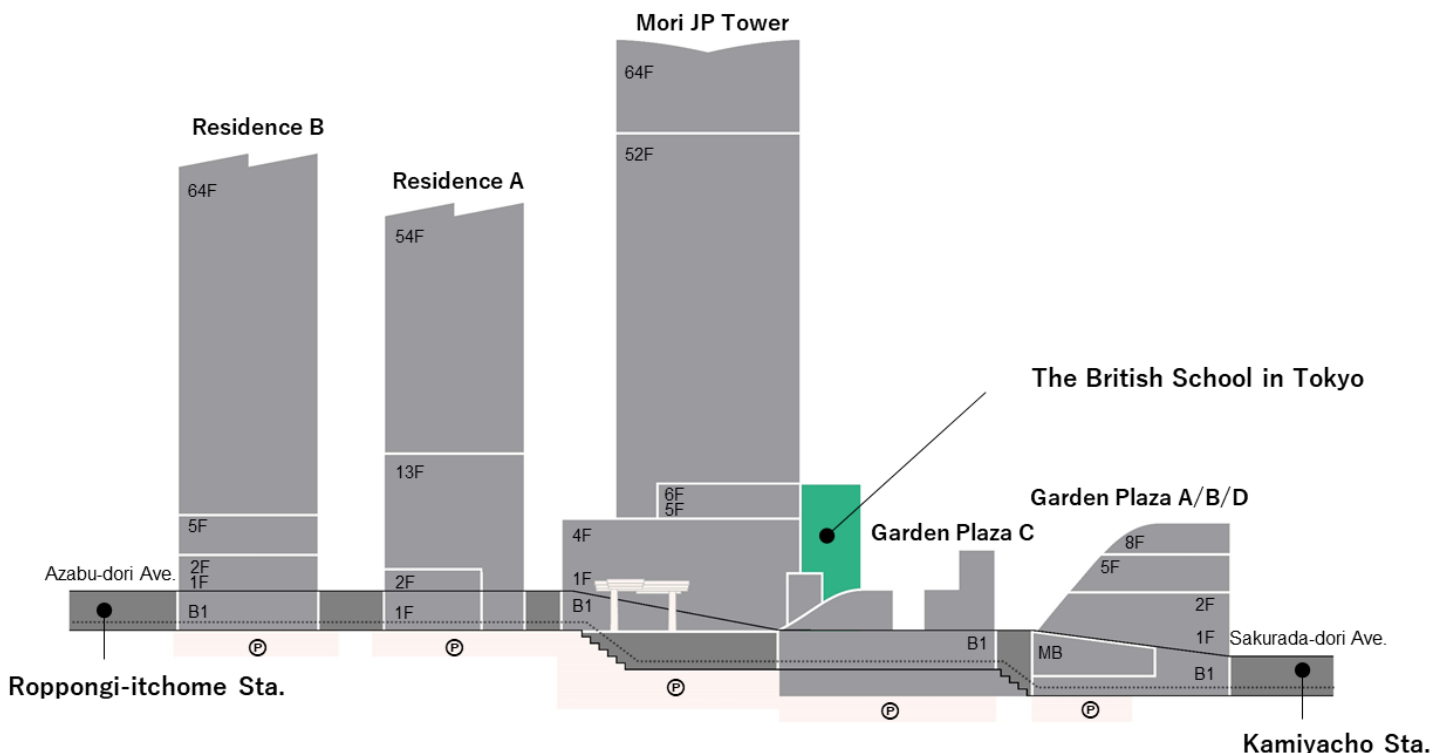 Mori JP Tower
64F
52F
6F
5F
4F
1F
B1
Residence B
64F
5F
2F
1F
B1
Residence A
54F
13F
2F
1F
The British School in Tokyo
Garden Plaza C
B1
Garden Plaza A/B/D
8F
5F
2F
1F
MB
B1
Azabu-dori Ave.
Sakurada-dori Ave.
Roppongi-itchome Sta.
Kamiyacho Sta.
P
P
P
P
P